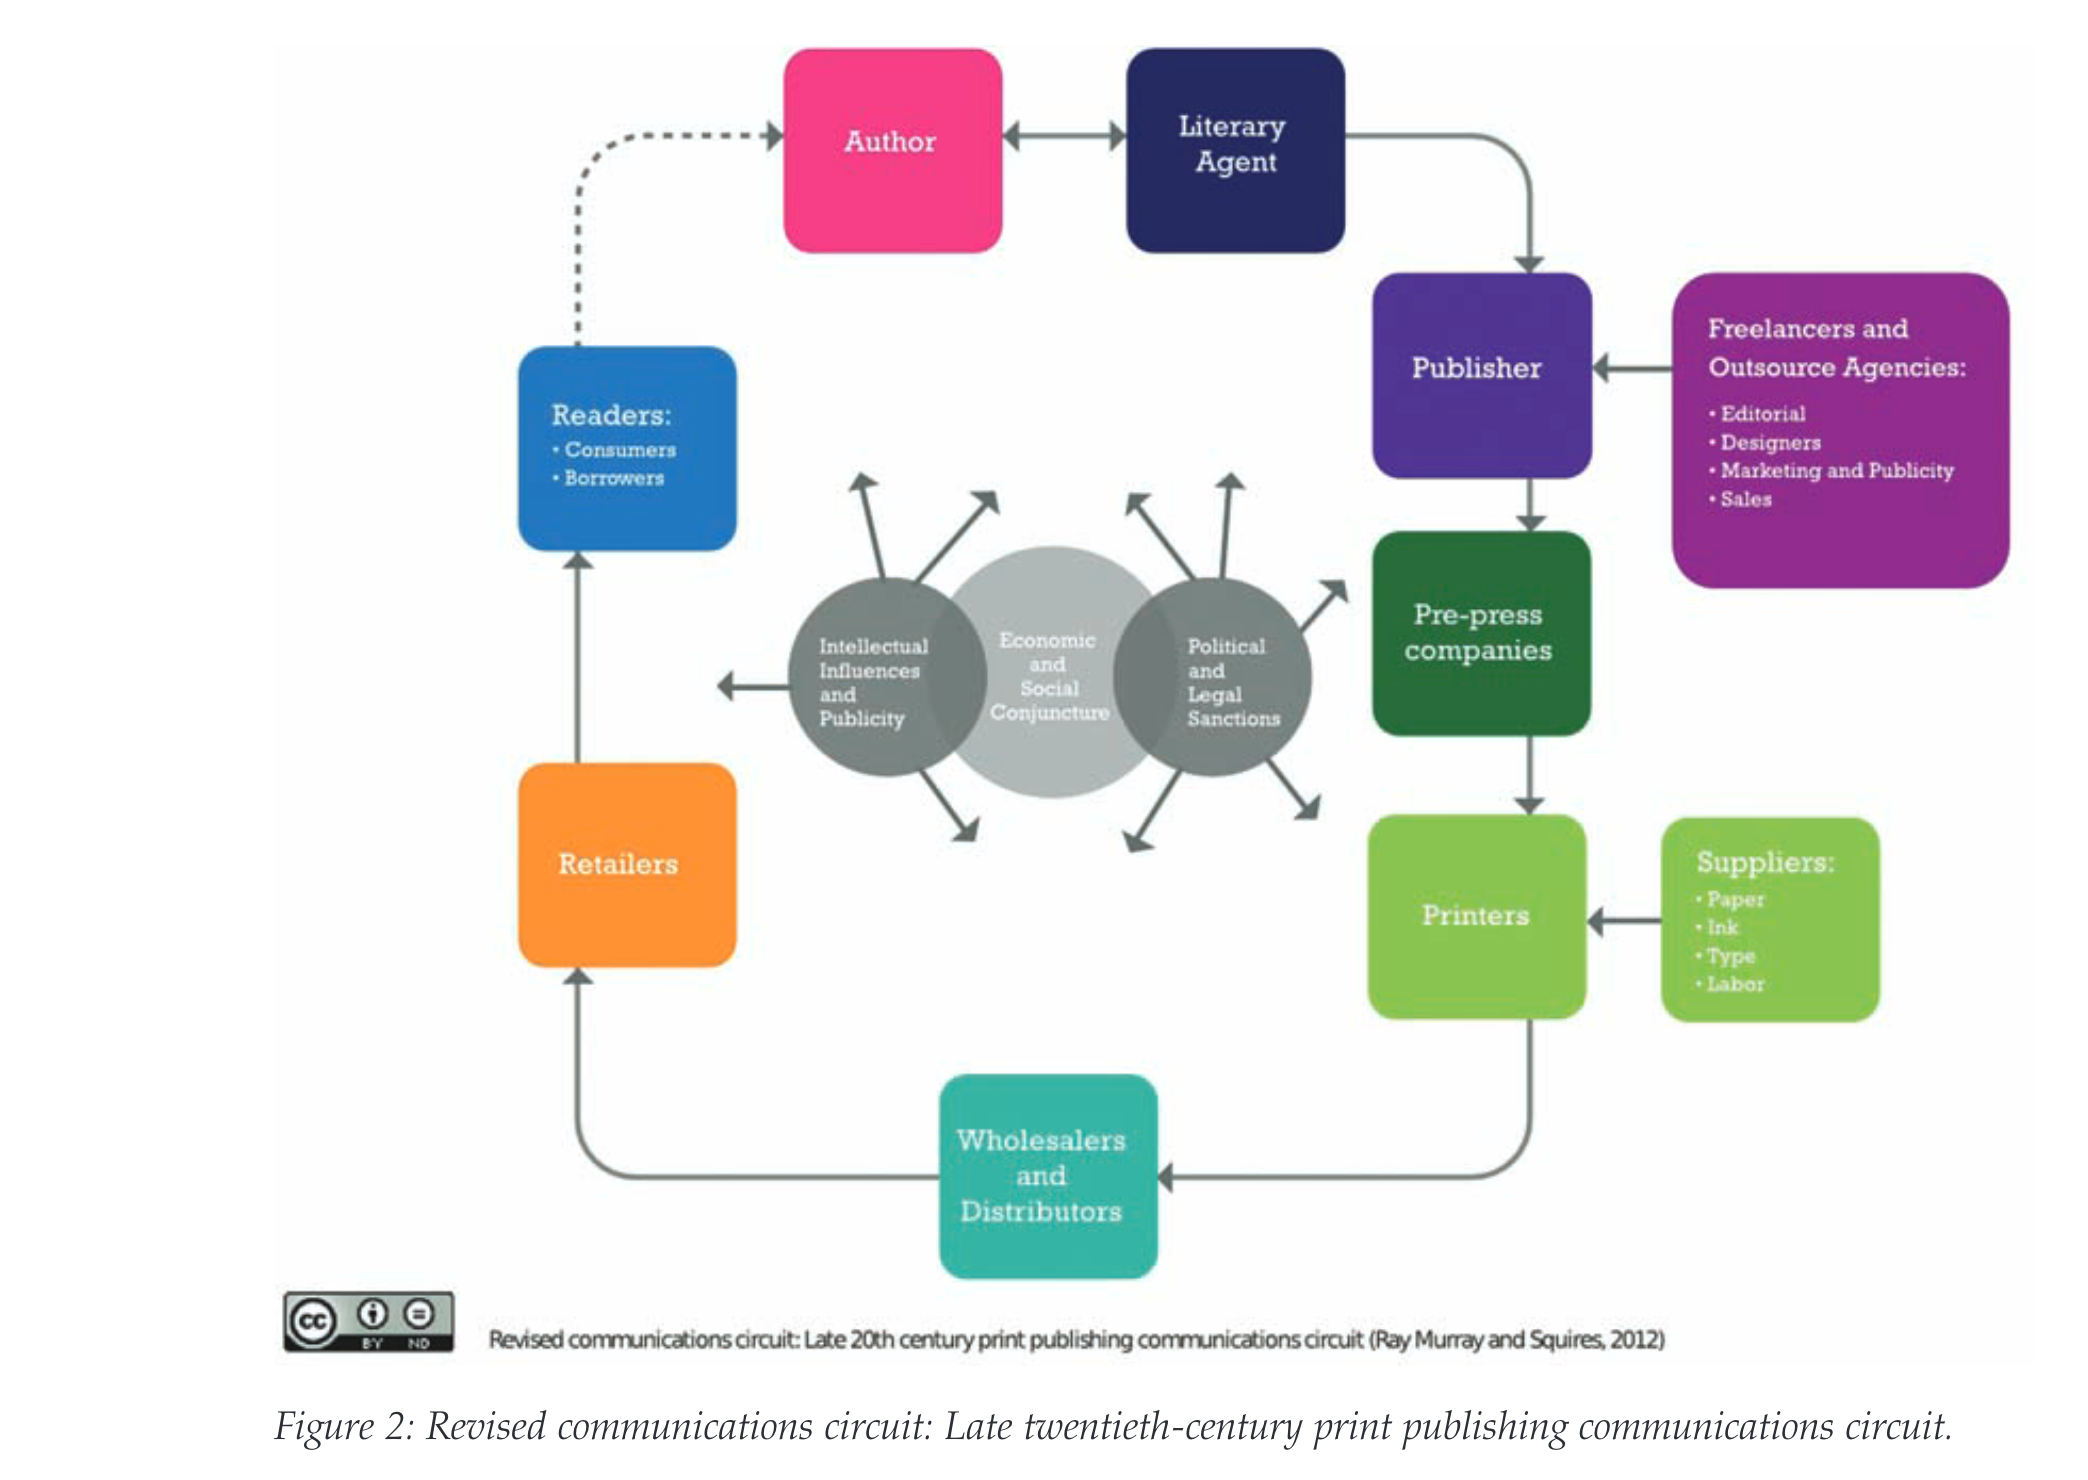 Author
Literary
Agent
Publisher
Freelancers and
Outsource Agencies:
• Editorial
• Designers
• Marketing and Publicity
• Sales
Readers:
• Consumers
• Borrowers
Intellectual
Influences
and
Publicity
Economic
and
Social
Conjuncture
Political
and
Legal
Sanctions
Pre-press
companies
Retailers
Printers
Suppliers:
• Paper
• Ink
• Type
• Labor
Wholesalers
and
Distributors
cc
BY ND
Revised communications circuit: Late 20th century print publishing communications circuit (Ray Murray and Squires, 2012)
Figure 2: Revised communications circuit: Late twentieth-century print publishing communications circuit.